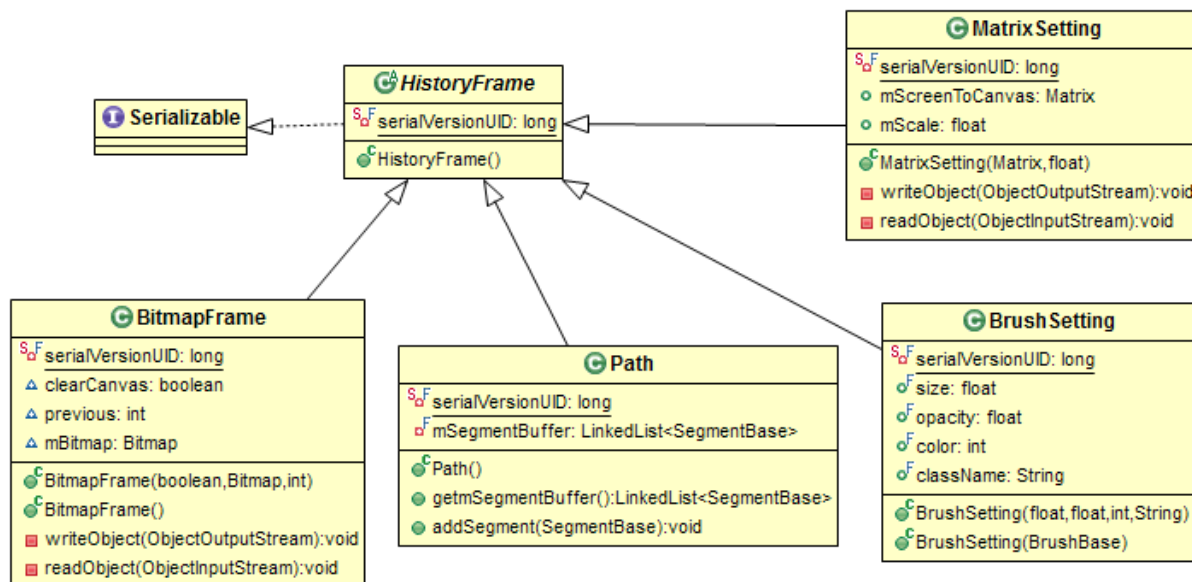 Serializable
HistoryFrame
serialVersionUID: long
HistoryFrame()
MatrixSetting
serialVersionUID: long
mScreenToCanvas: Matrix
mScale: float
MatrixSetting(Matrix,float)
writeObject(ObjectOutputStream):void
readObject(ObjectInputStream):void
BitmapFrame
serialVersionUID: long
clearCanvas: boolean
previous: int
mBitmap: Bitmap
BitmapFrame(boolean,Bitmap,int)
BitmapFrame()
writeObject(ObjectOutputStream):void
readObject(ObjectInputStream):void
Path
serialVersionUID: long
mSegmentBuffer: LinkedList<SegmentBase>
Path()
getmSegmentBuffer():LinkedList<SegmentBase>
addSegment(SegmentBase):void
BrushSetting
serialVersionUID: long
size: float
opacity: float
color: int
className: String
BrushSetting(float,float,int,String)
BrushSetting(BrushBase)